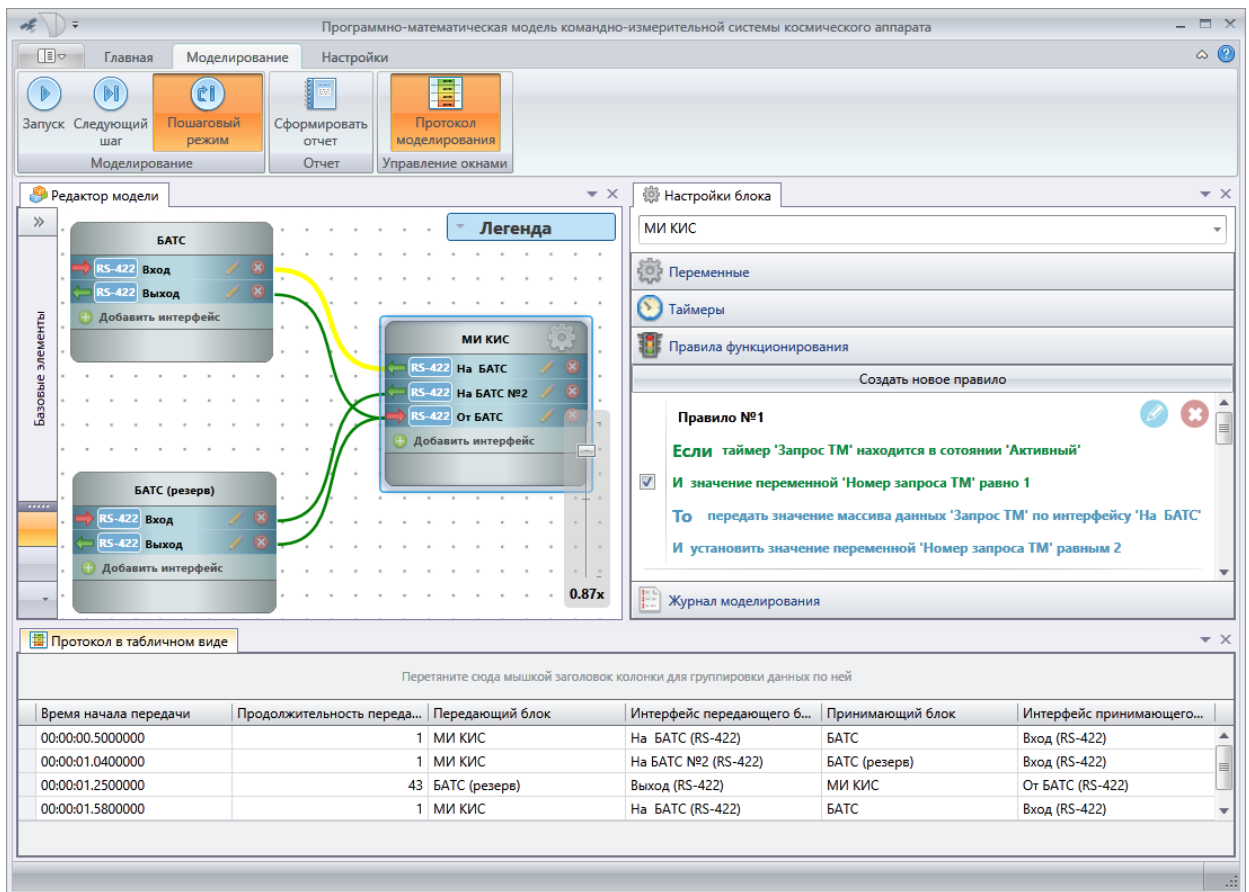 Программно-математическая модель командно-измерительной системы космического аппарата
Главная Моделирование Настройки
Запуск Следующий шаг Пошаговый режим Сформировать отчет Протокол моделирования
Моделирование Отчет Управление окнами
Редактор модели
Базовые элементы
Легенда
БАТС
RS-422 Вход
RS-422 Выход
Добавить интерфейс
МИ КИС
RS-422 На БАТС
RS-422 На БАТС №2
RS-422 От БАТС
Добавить интерфейс
БАТС (резерв)
RS-422 Вход
RS-422 Выход
Добавить интерфейс
0.87x
Настройки блока
МИ КИС
Переменные
Таймеры
Правила функционирования
Создать новое правило
Правило №1
Если таймер 'Запрос ТМ' находится в сотоянии 'Активный'
И значение переменной 'Номер запроса ТМ' равно 1
То передать значение массива данных 'Запрос ТМ' по интерфейсу 'На БАТС'
И установить значение переменной 'Номер запроса ТМ' равным 2
Журнал моделирования
Протокол в табличном виде
Перетяните сюда мышкой заголовок колонки для группировки данных по ней
Время начала передачи Продолжительность переда... Передающий блок Интерфейс передающего б... Принимающий блок Интерфейс принимающего...
00:00:00.5000000 1 МИ КИС На БАТС (RS-422) БАТС Вход (RS-422)
00:00:01.0400000 1 МИ КИС На БАТС №2 (RS-422) БАТС (резерв) Вход (RS-422)
00:00:01.2500000 43 БАТС (резерв) Выход (RS-422) МИ КИС От БАТС (RS-422)
00:00:01.5800000 1 МИ КИС На БАТС (RS-422) БАТС Вход (RS-422)